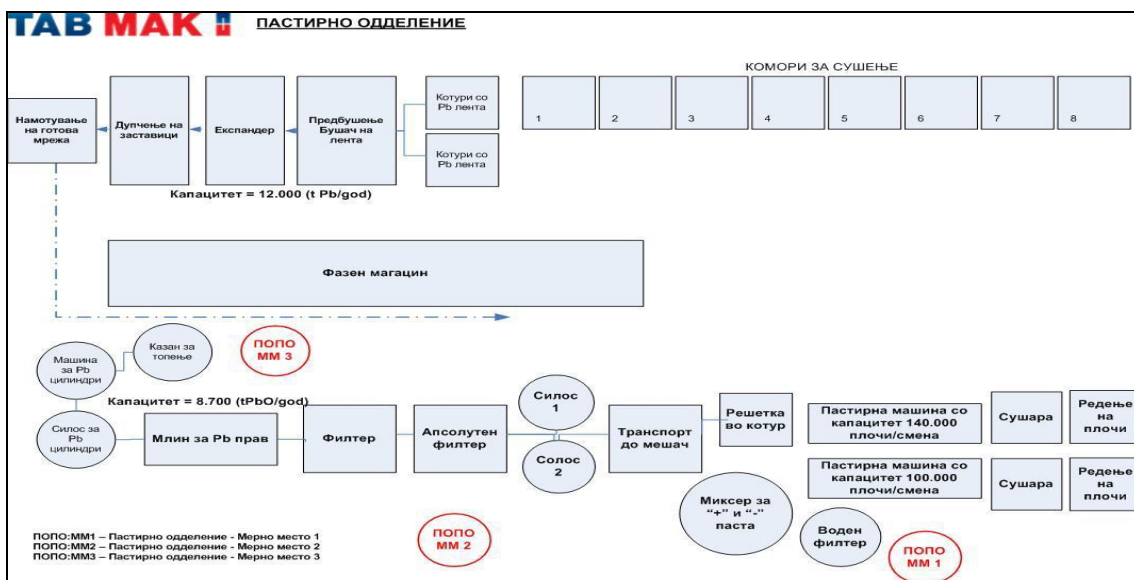 ТАВ МАК
ПАСТИРНО ОДДЕЛЕНИЕ
КОМОРИ ЗА СУШЕЊЕ
Намотување
на готова
мрежа
Дупчење на
заставици
Експандер
Предбушење
Бушач на
лента
Котури со
Pb лента
Котури со
Pb лента
1
2
3
4
5
6
7
8
Капацитет = 12.000 (t Pb/god)
Фазен магацин
Машина
за Pb
цилиндри
Казан за
топење
ПОПО
ММ 3
Капацитет = 8.700 (tPbO/god)
Силос за
Pb
цилиндри
Млин за Pb прав
Филтер
Апсолутен
филтер
Силос
1
Солос
2
Транспорт
до мешач
Решетка
во котур
Пастирна машина со
капацитет 140.000
плочи/смена
Сушара
Редење
на
плочи
Пастирна машина со
капацитет 100.000
плочи/смена
Сушара
Редење
на
плочи
Миксер за
"+" и "-"
паста
Воден
филтер
ПОПО
ММ 2
ПОПО
ММ 1
ПОПО:ММ1 – Пастирно одделение - Мерно место 1
ПОПО:ММ2 – Пастирно одделение - Мерно место 2
ПОПО:ММ3 – Пастирно одделение - Мерно место 3